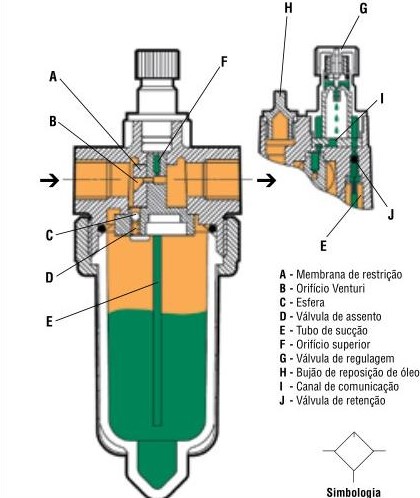 H
G
A
F
B
I
C
J
D
E
E
A - Membrana de restrição
B - Orifício Venturi
C - Esfera
D - Válvula de assento
E - Tubo de sucção
F - Orifício superior
G - Válvula de regulagem
H - Bujão de reposição de óleo
I - Canal de comunicação
J - Válvula de retenção
Simbologia